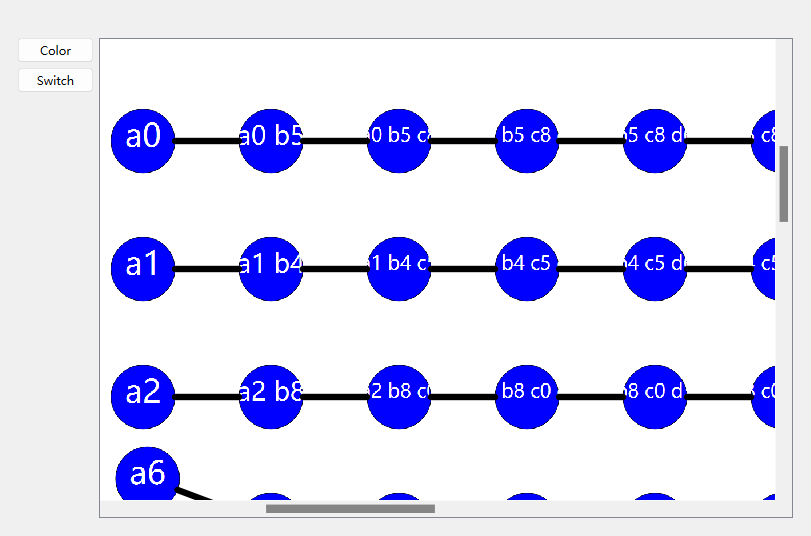 Color
Switch
a0 a0 b5 0 b5 c b5 c8 5 c8 d c8
a1 a1 b4 1 b4 c b4 c5 4 c5 d c5
a2 a2 b8 2 b8 c b8 c0 8 c0 d c0
a6